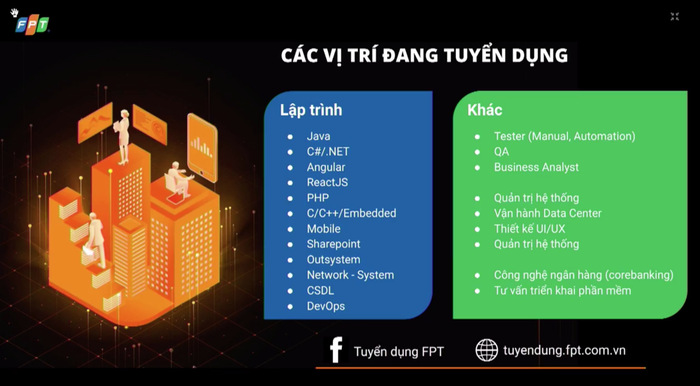 FPT
CÁC VỊ TRÍ ĐANG TUYỂN DỤNG
Lập trình
Java
C#/.NET
Angular
ReactJS
PHP
C/C++/Embedded
Mobile
Sharepoint
Outsystem
Network - System
CSDL
DevOps
Khác
Tester (Manual, Automation)
QA
Business Analyst
Quản trị hệ thống
Vận hành Data Center
Thiết kế UI/UX
Quản trị hệ thống
Công nghệ ngân hàng (corebanking)
Tư vấn triển khai phần mềm
Tuyển dụng FPT
tuyendung.fpt.com.vn